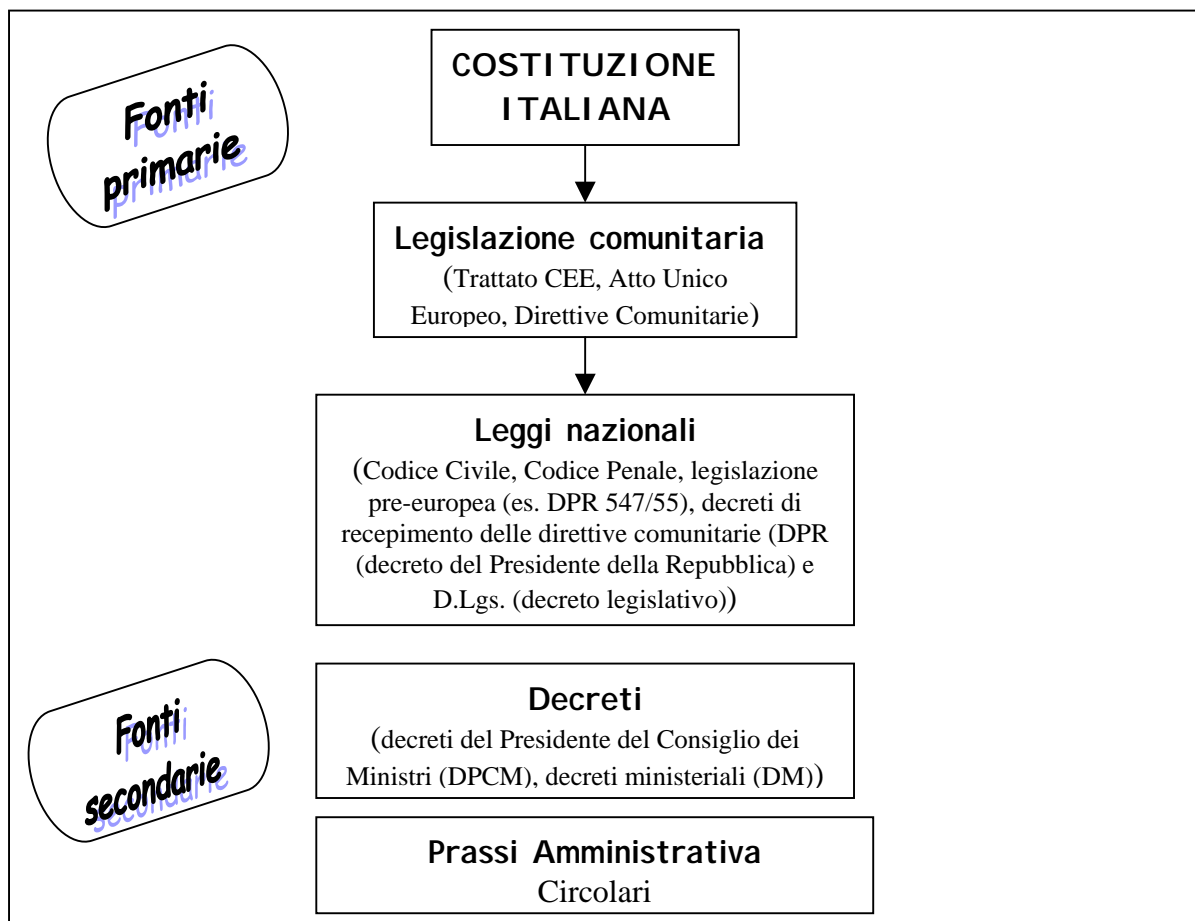 Fonti
primarie
COSTITUZIONE
ITALIANA
Legislazione comunitaria
(Trattato CEE, Atto Unico
Europeo, Direttive Comunitarie)
Leggi nazionali
(Codice Civile, Codice Penale, legislazione
pre-europea (es. DPR 547/55), decreti di
recepimento delle direttive comunitarie (DPR
(decreto del Presidente della Repubblica) e
D.Lgs. (decreto legislativo))
Fonti
secondarie
Decreti
(decreti del Presidente del Consiglio dei
Ministri (DPCM), decreti ministeriali (DM))
Prassi Amministrativa
Circolari